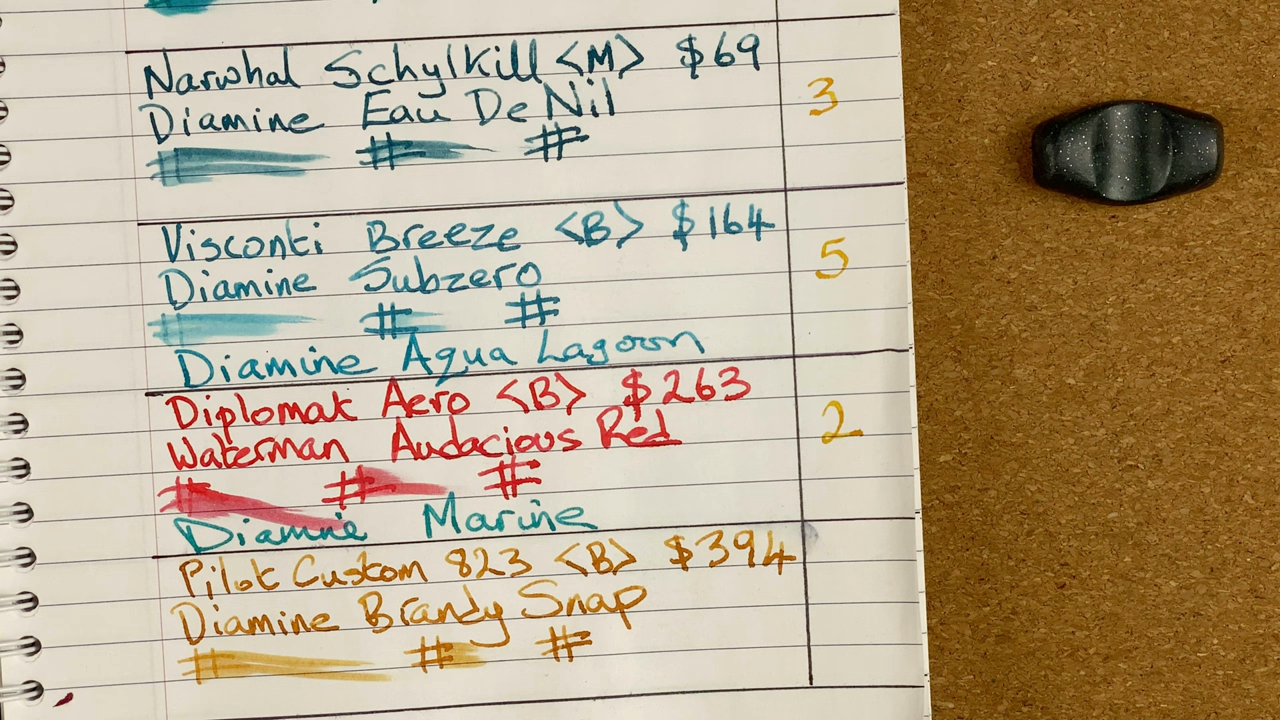 Narwhal Schylkill <M> $69
Diamine Eau De Nil
3
# # #
Visconti Breeze <B> $164
Diamine Subzero
5
# #
Diamine Aqua Lagoon
Diplomat Aero <B> $263
Waterman Audacious Red
2
# # #
Diamine Marine
Pilot Custom 823 <B> $394
Diamine Brandy Snap
# # #